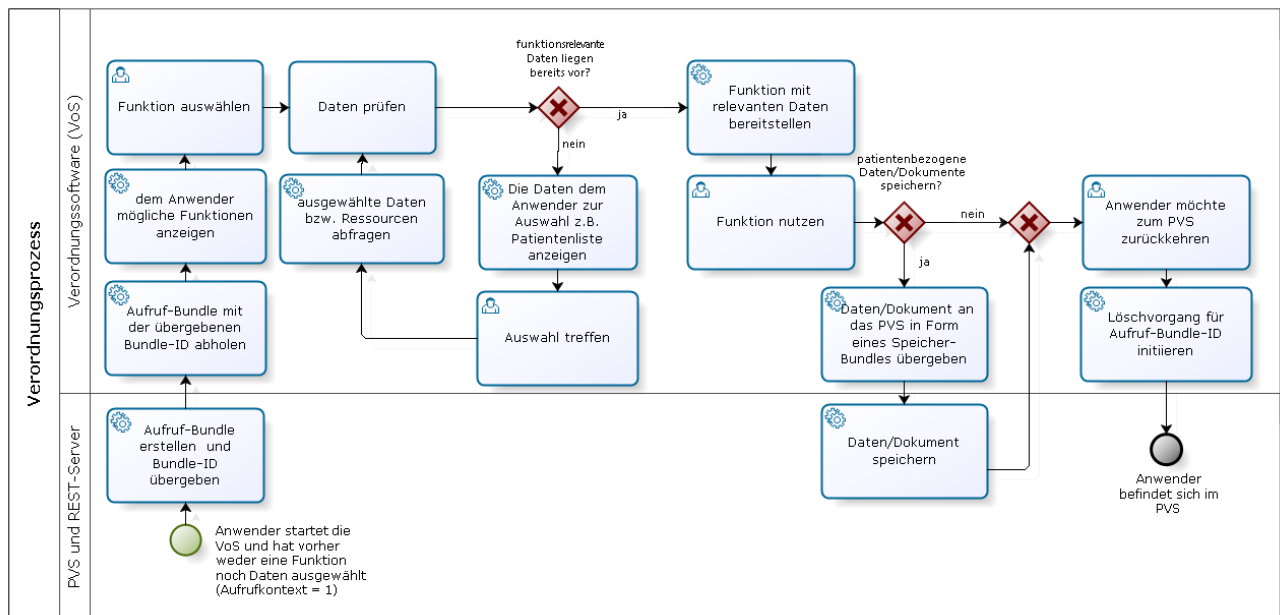 Verordnungsprozess
Verordnungssoftware (VoS)
PVS und REST-Server
Funktion auswählen
Daten prüfen
funktionsrelevante
Daten liegen
bereits vor?
ja
nein
Funktion mit
relevanten Daten
bereitstellen
dem Anwender
mögliche Funktionen
anzeigen
ausgewählte Daten
bzw. Ressourcen
abfragen
Die Daten dem
Anwender zur
Auswahl z.B.
Patientenliste
anzeigen
Funktion nutzen
patientenbezogene
Daten/Dokumente
speichern?
nein
ja
Anwender möchte
zum PVS
zurückkehren
Aufruf-Bundle mit
der übergebenen
Bundle-ID abholen
Auswahl treffen
Daten/Dokument an
das PVS in Form
eines Speicher-
Bundles übergeben
Löschvorgang für
Aufruf-Bundle-ID
initiieren
Aufruf-Bundle
erstellen und
Bundle-ID
übergeben
Daten/Dokument
speichern
Anwender
befindet sich im
PVS
Anwender startet die
VoS und hat vorher
weder eine Funktion
noch Daten ausgewählt
(Aufrufkontext = 1)